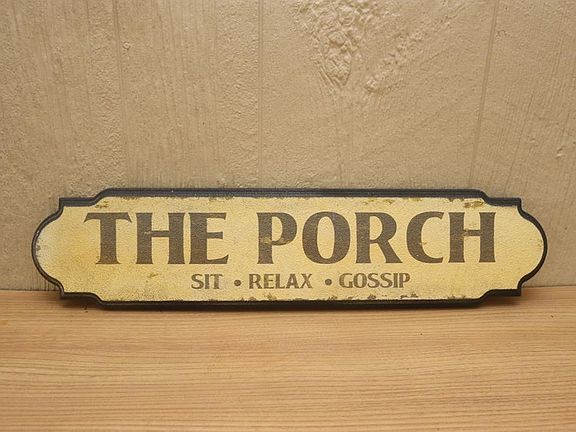 THE PORCH
SIT • RELAX • GOSSIP